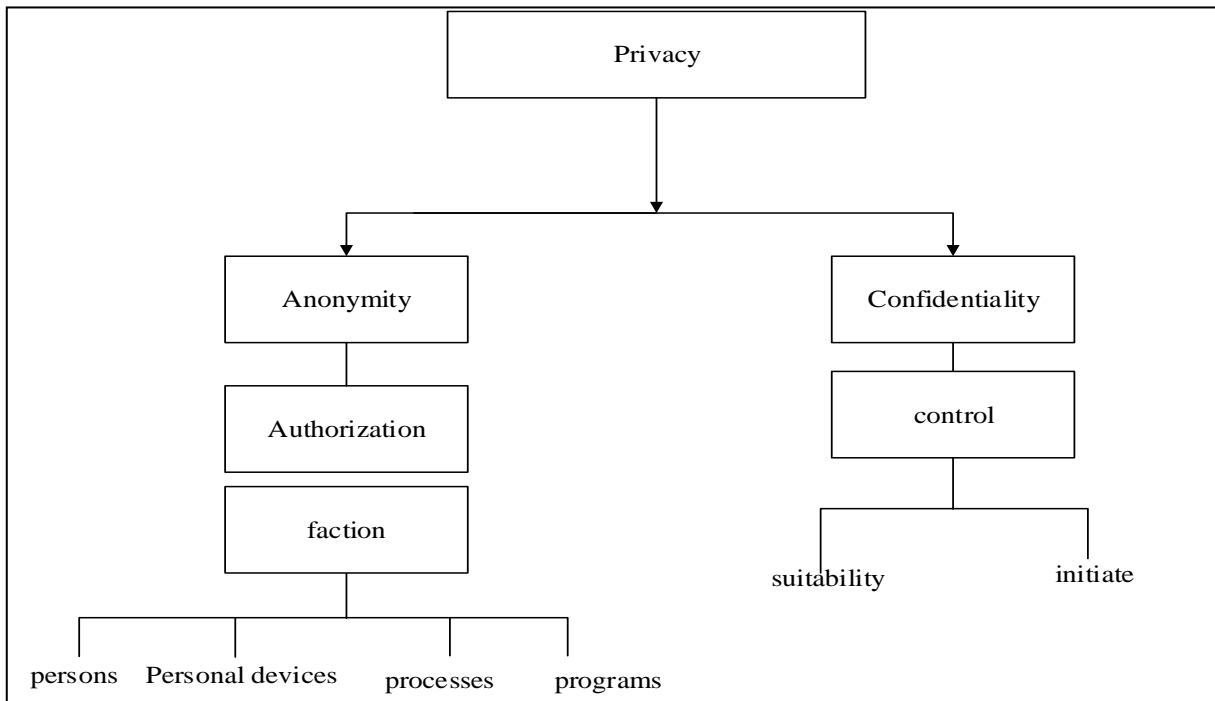 Privacy
Anonymity
Confidentiality
Authorization
control
faction
suitability
initiate
persons
Personal devices
processes
programs